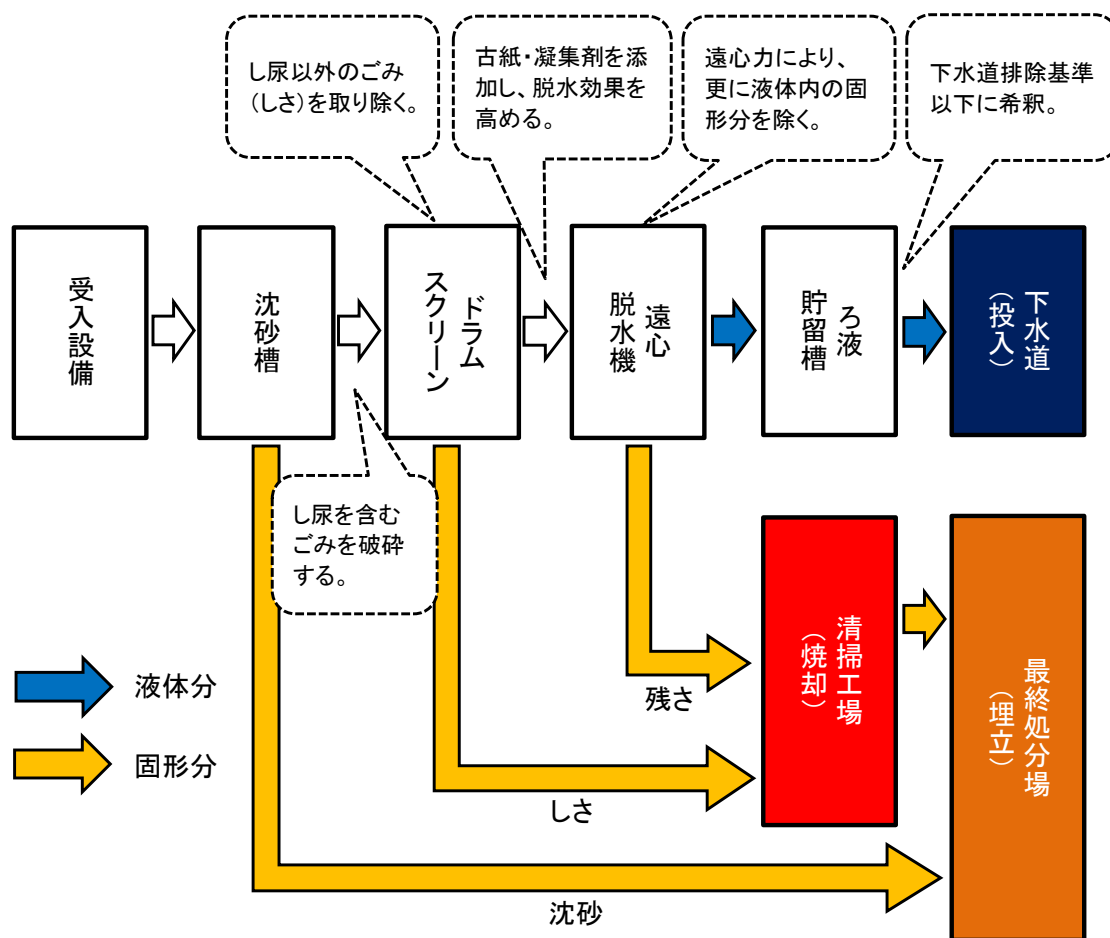 し尿以外のごみ
（しさ）を取り除く。
古紙・凝集剤を添
加し、脱水効果を
高める。
遠心力により、
更に液体内の固
形分を除く。
下水道排除基準
以下に希釈。
受入設備
沈砂槽
ドラム
スクリーン
遠心
脱水機
ろ液
貯留槽
下水道
（投入）
し尿を含む
ごみを破砕
する。
清掃工場
（焼却）
最終処分場
（埋立）
液体分
固形分
残さ
しさ
沈砂